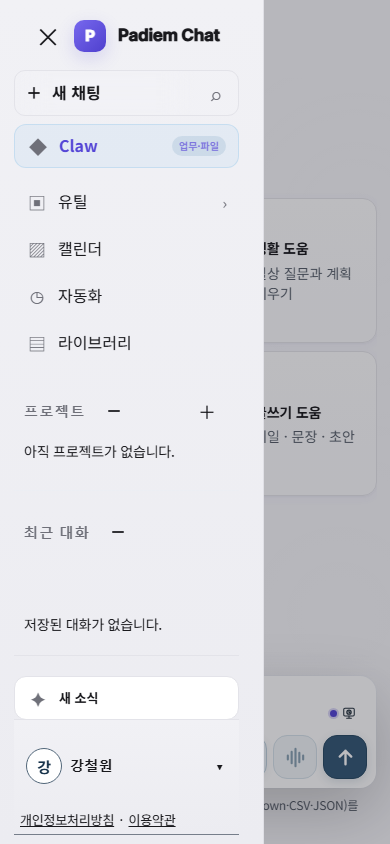 P Padiem Chat
+ 새 채팅
Claw 업무·파일
유틸
캘린더
자동화
라이브러리
프로젝트
아직 프로젝트가 없습니다.
최근 대화
저장된 대화가 없습니다.
새 소식
강 강철원
개인정보처리방침 · 이용약관
도움
질문과 계획
우기
쓰기 도움
일 · 문장 · 초안
own·CSV·JSON)를